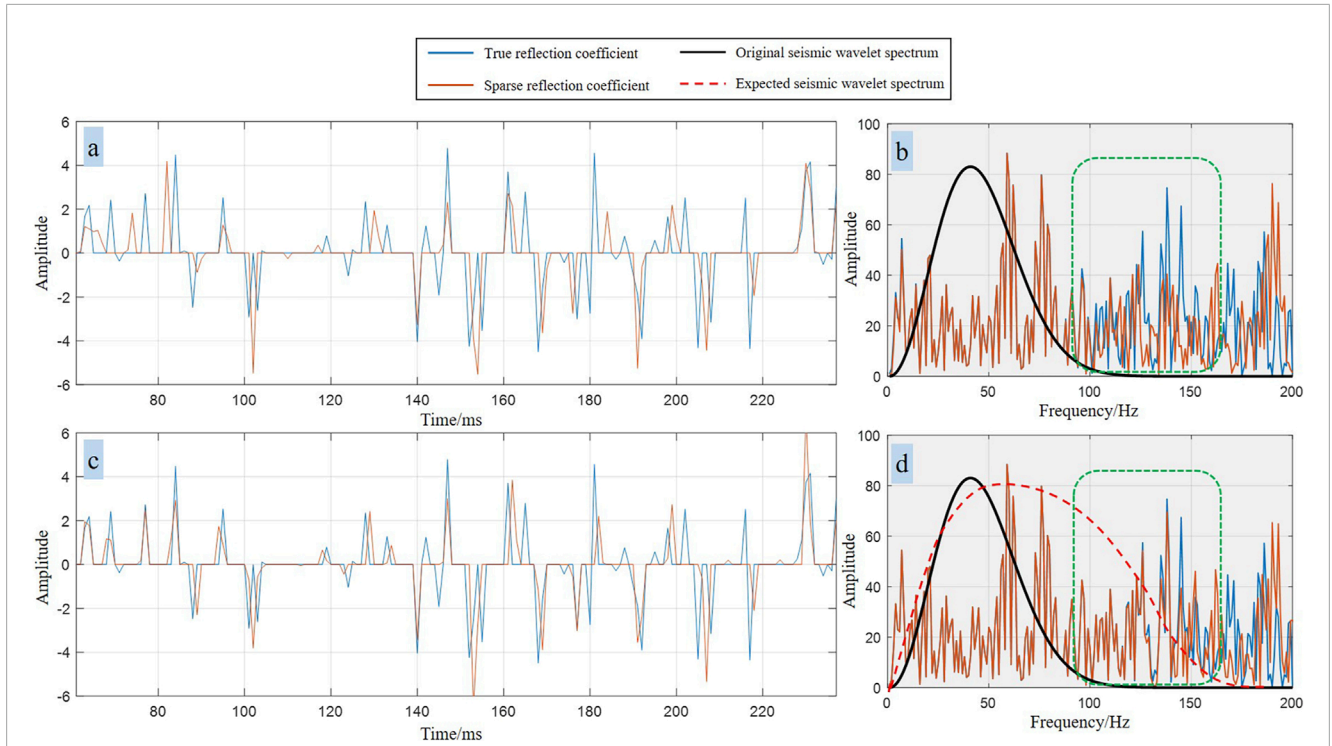 True reflection coefficient
Original seismic wavelet spectrum
Sparse reflection coefficient
Expected seismic wavelet spectrum
a
6
4
2
0
-2
-4
-6
Amplitude
80 100 120 140 160 180 200 220
Time/ms
b
100
80
60
40
20
0
Amplitude
0 50 100 150 200
Frequency/Hz
c
6
4
2
0
-2
-4
-6
Amplitude
80 100 120 140 160 180 200 220
Time/ms
d
100
80
60
40
20
0
Amplitude
0 50 100 150 200
Frequency/Hz